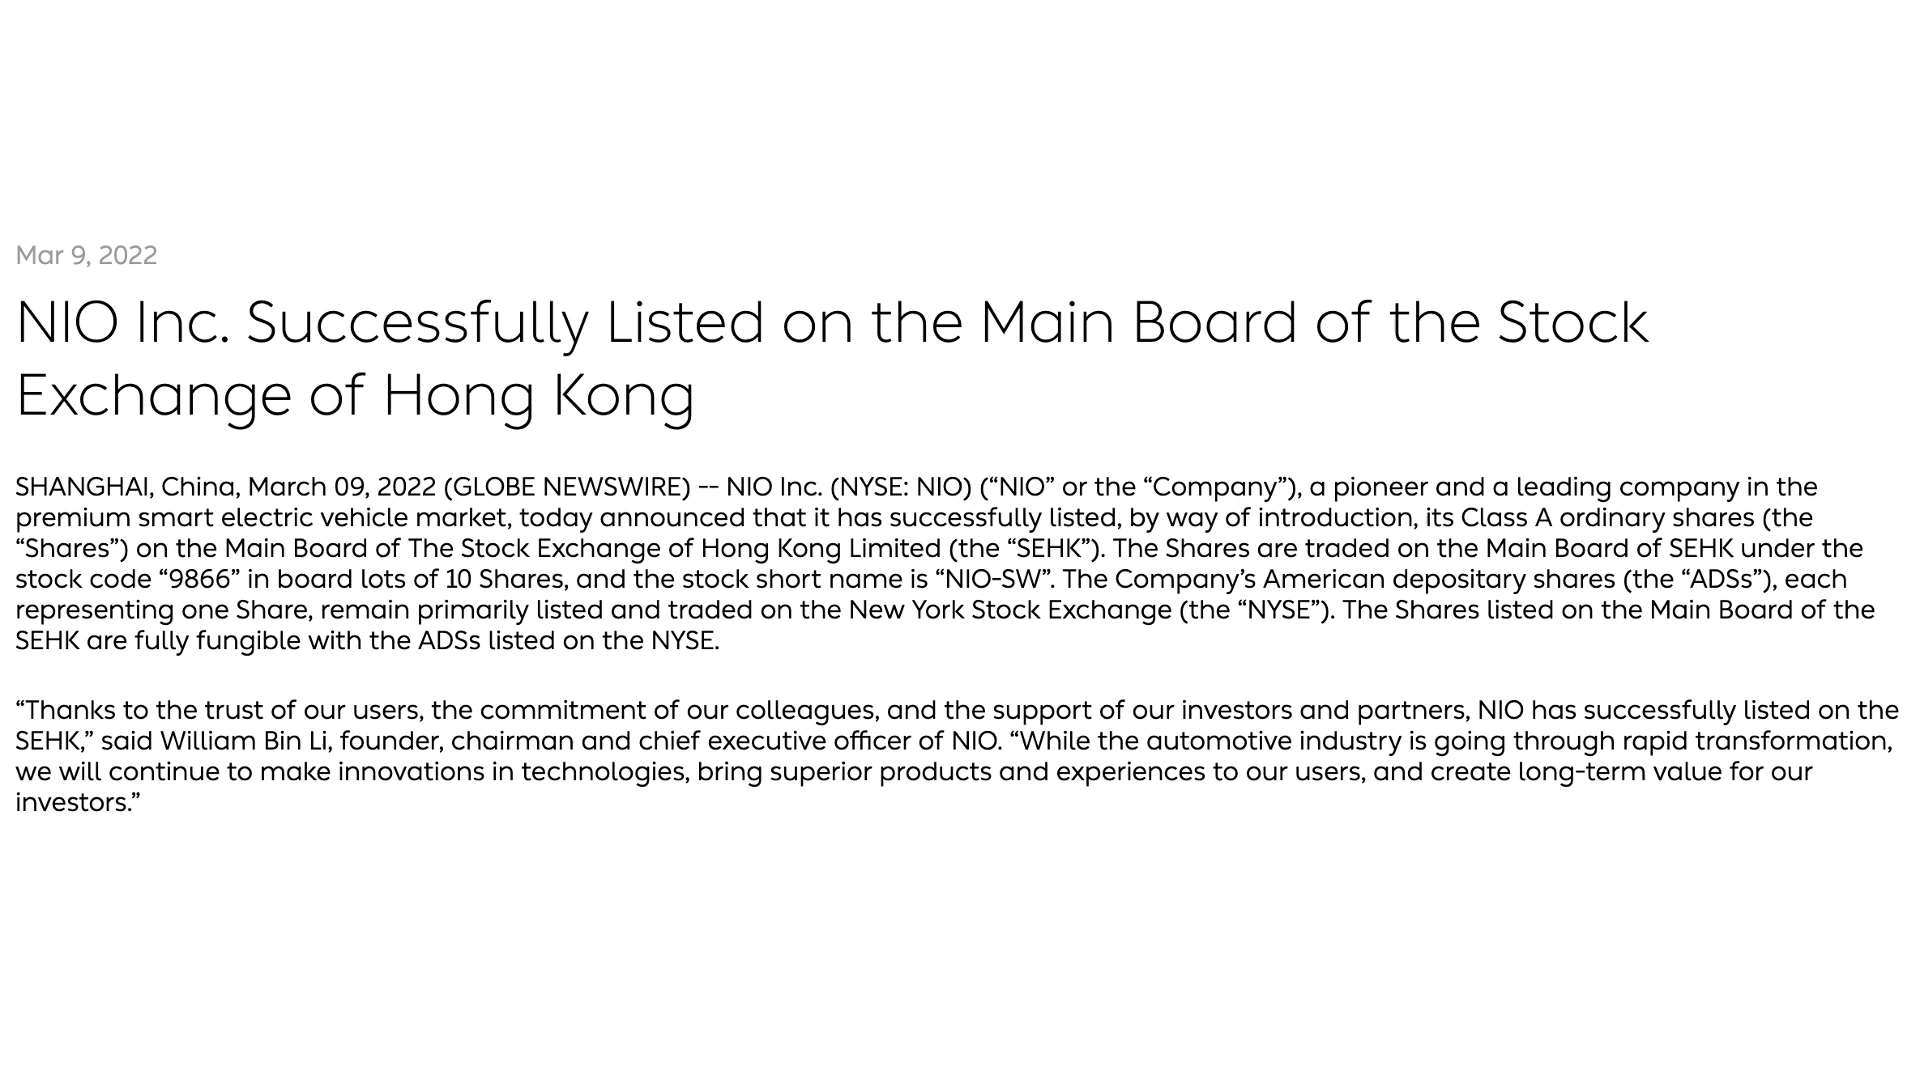 Mar 9, 2022
NIO Inc. Successfully Listed on the Main Board of the Stock
Exchange of Hong Kong
SHANGHAI, China, March 09, 2022 (GLOBE NEWSWIRE) -- NIO Inc. (NYSE: NIO) (“NIO” or the “Company”), a pioneer and a leading company in the
premium smart electric vehicle market, today announced that it has successfully listed, by way of introduction, its Class A ordinary shares (the
“Shares”) on the Main Board of The Stock Exchange of Hong Kong Limited (the “SEHK”). The Shares are traded on the Main Board of SEHK under the
stock code “9866” in board lots of 10 Shares, and the stock short name is “NIO-SW”. The Company’s American depositary shares (the “ADSs”), each
representing one Share, remain primarily listed and traded on the New York Stock Exchange (the “NYSE”). The Shares listed on the Main Board of the
SEHK are fully fungible with the ADSs listed on the NYSE.
“Thanks to the trust of our users, the commitment of our colleagues, and the support of our investors and partners, NIO has successfully listed on the
SEHK,” said William Bin Li, founder, chairman and chief executive officer of NIO. “While the automotive industry is going through rapid transformation,
we will continue to make innovations in technologies, bring superior products and experiences to our users, and create long-term value for our
investors.”